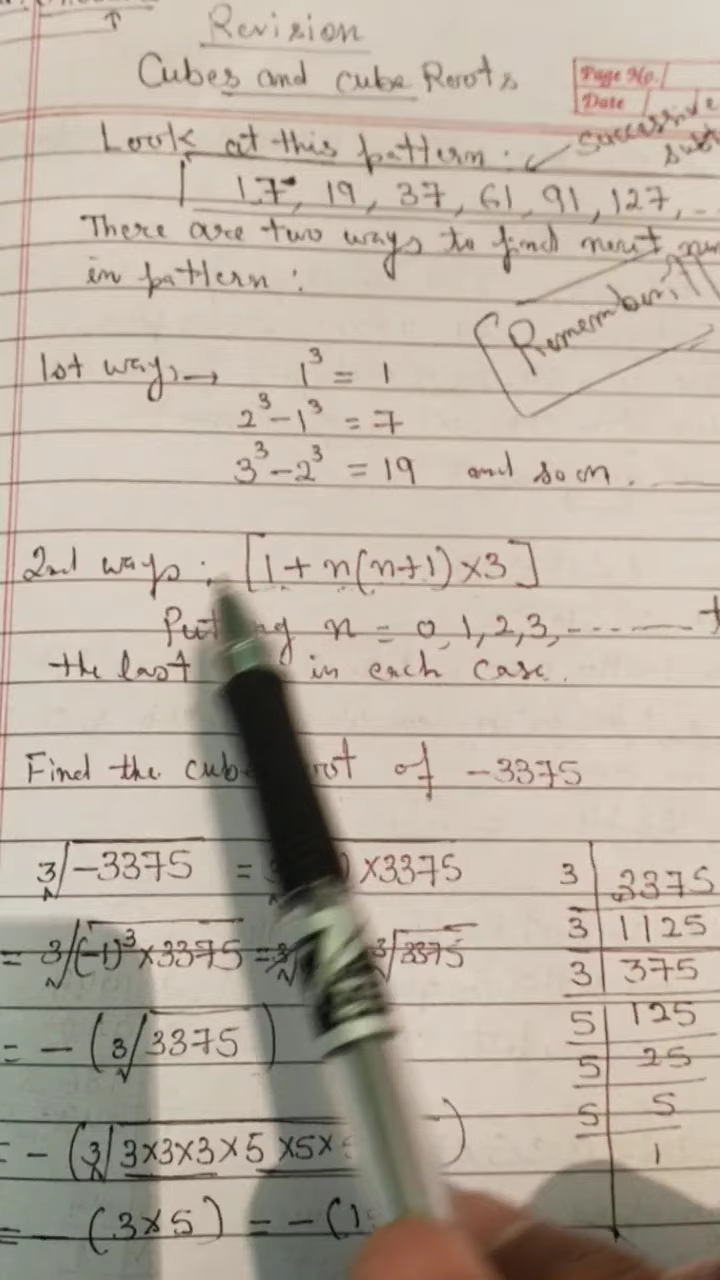 Revision
Cubes and cube Roots
Page No.
Date
Look at this pattern:
successive
1, 7, 19, 37, 61, 91, 127,
There are two ways to find next
in pattern:
Remember
1st ways→ 1³ = 1
2³-1³ = 7
3³-2³ = 19 and so on.
2nd ways: [1+n(n+1)×3]
Putting n = 0,1,2,3,
the last in each case.
Find the cube root of -3375
∛-3375 = ×3375
= ∛(-1)³×3375 = ∛3375
= -(∛3375)
= -(∛3×3×3×5×5× )
= -(3×5) = -(1
3 | 3375
3 | 1125
3 | 375
5 | 125
5 | 25
5 | 5
1